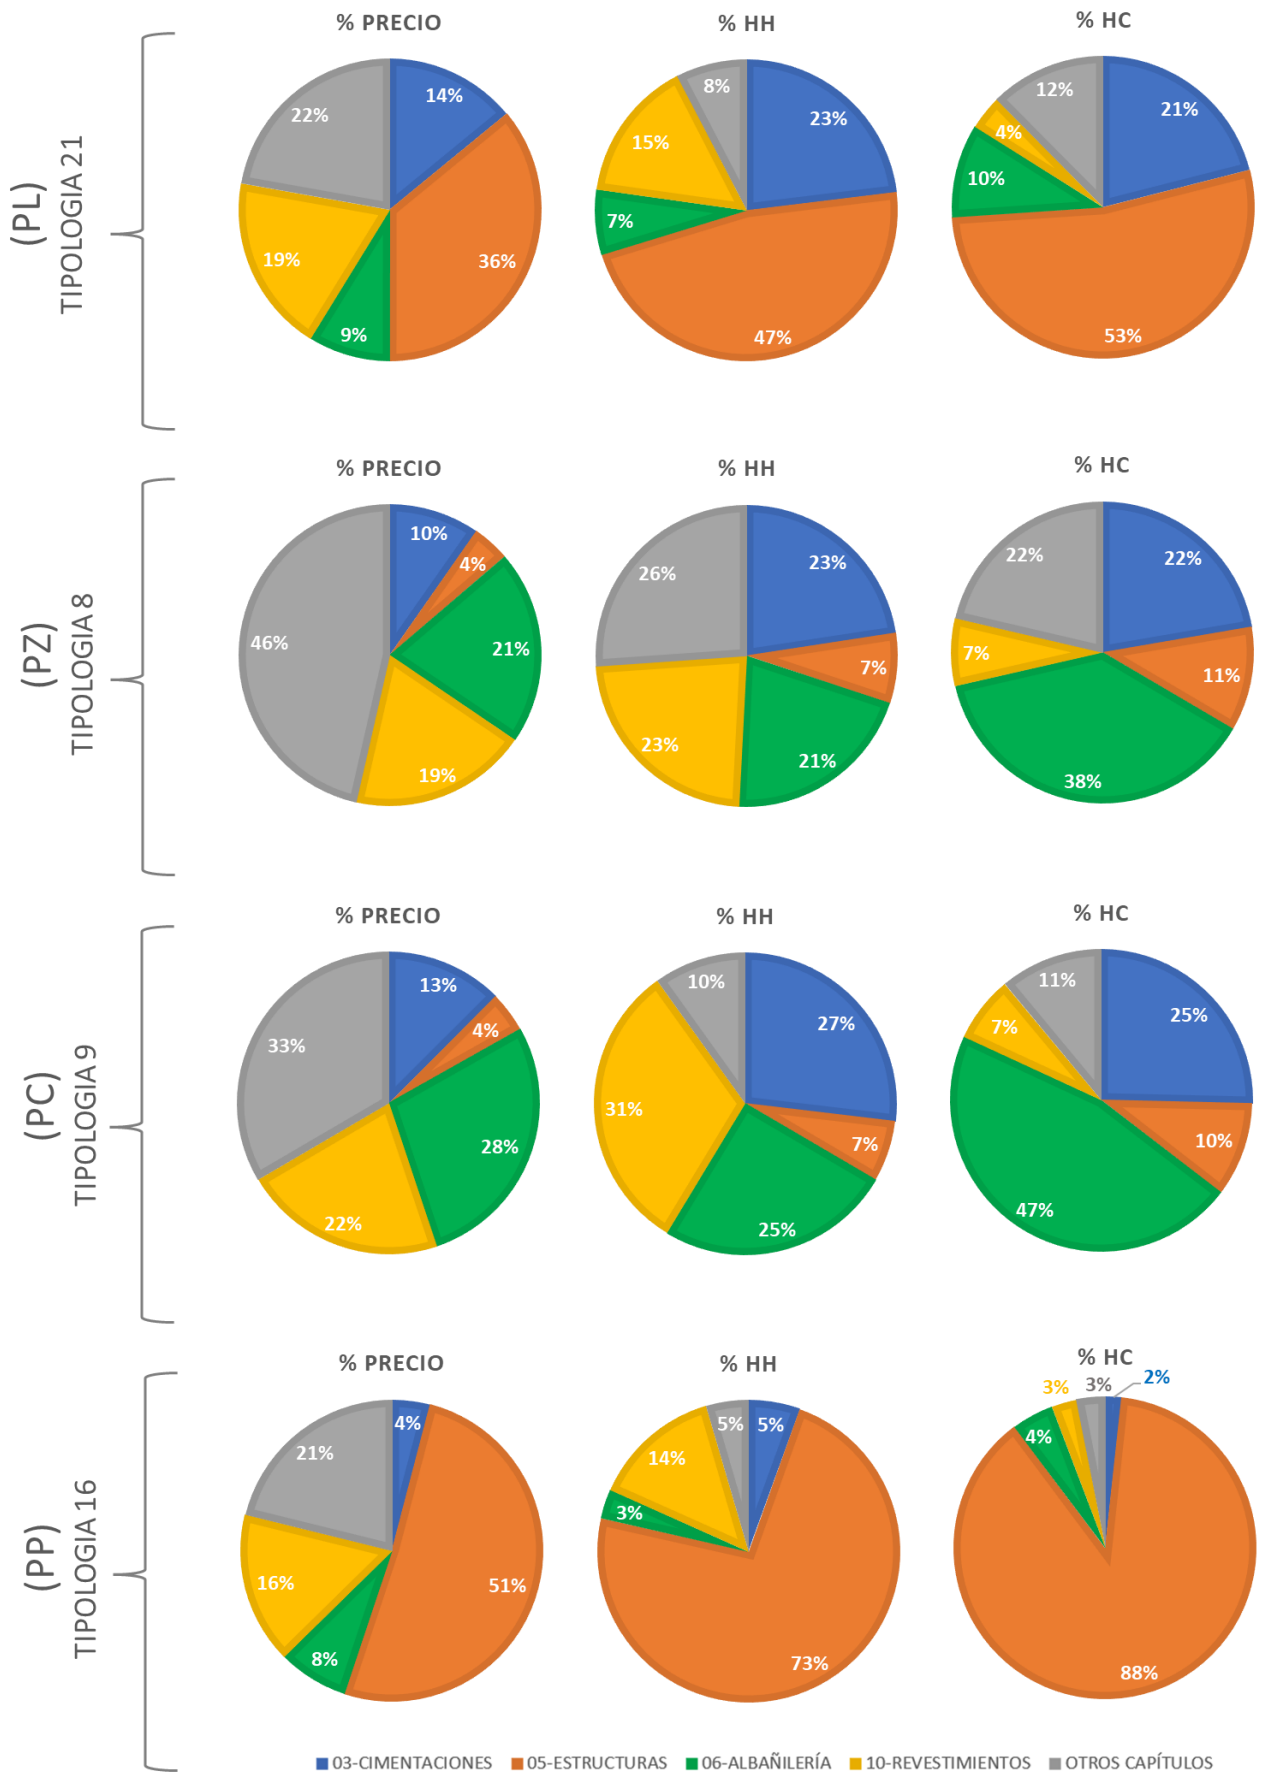 % PRECIO
% HH
% HC
(PL)
TIPOLOGIA 21
14%
36%
9%
19%
22%
23%
47%
7%
15%
8%
21%
53%
10%
4%
12%
% PRECIO
% HH
% HC
(PZ)
TIPOLOGIA 8
10%
4%
21%
19%
46%
23%
7%
21%
23%
26%
22%
11%
38%
7%
22%
% PRECIO
% HH
% HC
(PC)
TIPOLOGIA 9
13%
4%
28%
22%
33%
27%
7%
25%
31%
10%
25%
10%
47%
7%
11%
% PRECIO
% HH
% HC
(PP)
TIPOLOGIA 16
4%
51%
8%
16%
21%
5%
73%
3%
14%
5%
2%
88%
4%
3%
3%
03-CIMENTACIONES
05-ESTRUCTURAS
06-ALBAÑILERÍA
10-REVESTIMIENTOS
OTROS CAPÍTULOS